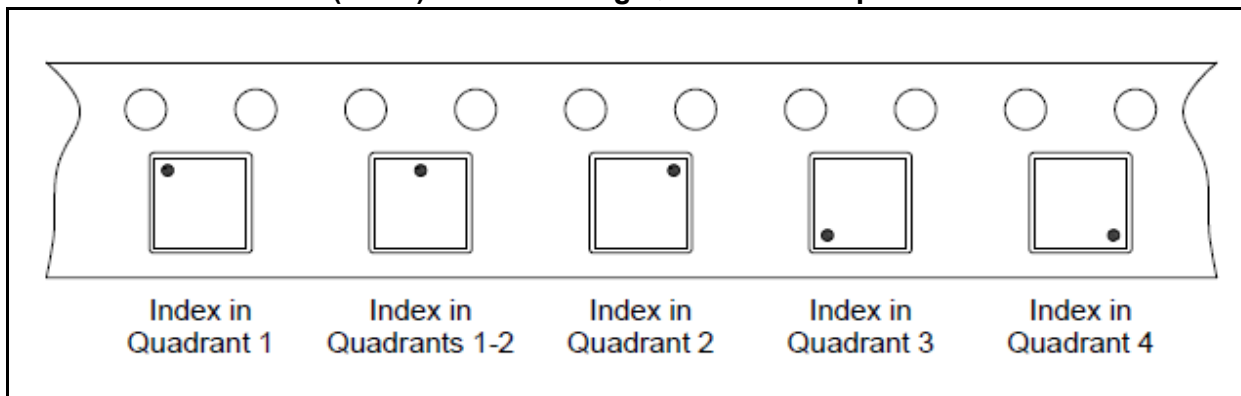 Index in
Quadrant 1
Index in
Quadrants 1-2
Index in
Quadrant 2
Index in
Quadrant 3
Index in
Quadrant 4